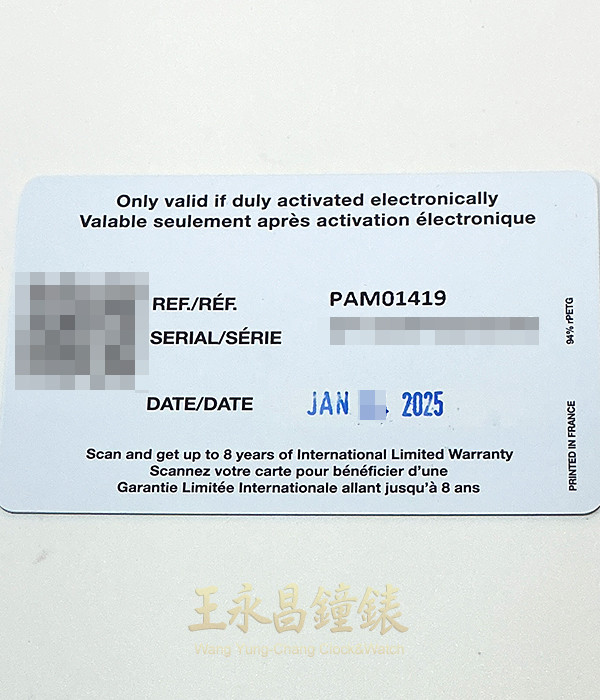 Only valid if duly activated electronically
Valable seulement après activation électronique
REF./RÉF. PAM01419
SERIAL/SÉRIE
DATE/DATE JAN 2025
Scan and get up to 8 years of International Limited Warranty
Scannez votre carte pour bénéficier d'une
Garantie Limitée Internationale allant jusqu'à 8 ans
94% rPETG
PRINTED IN FRANCE
王永昌鐘錶
Wang Yung-Chang Clock&Watch